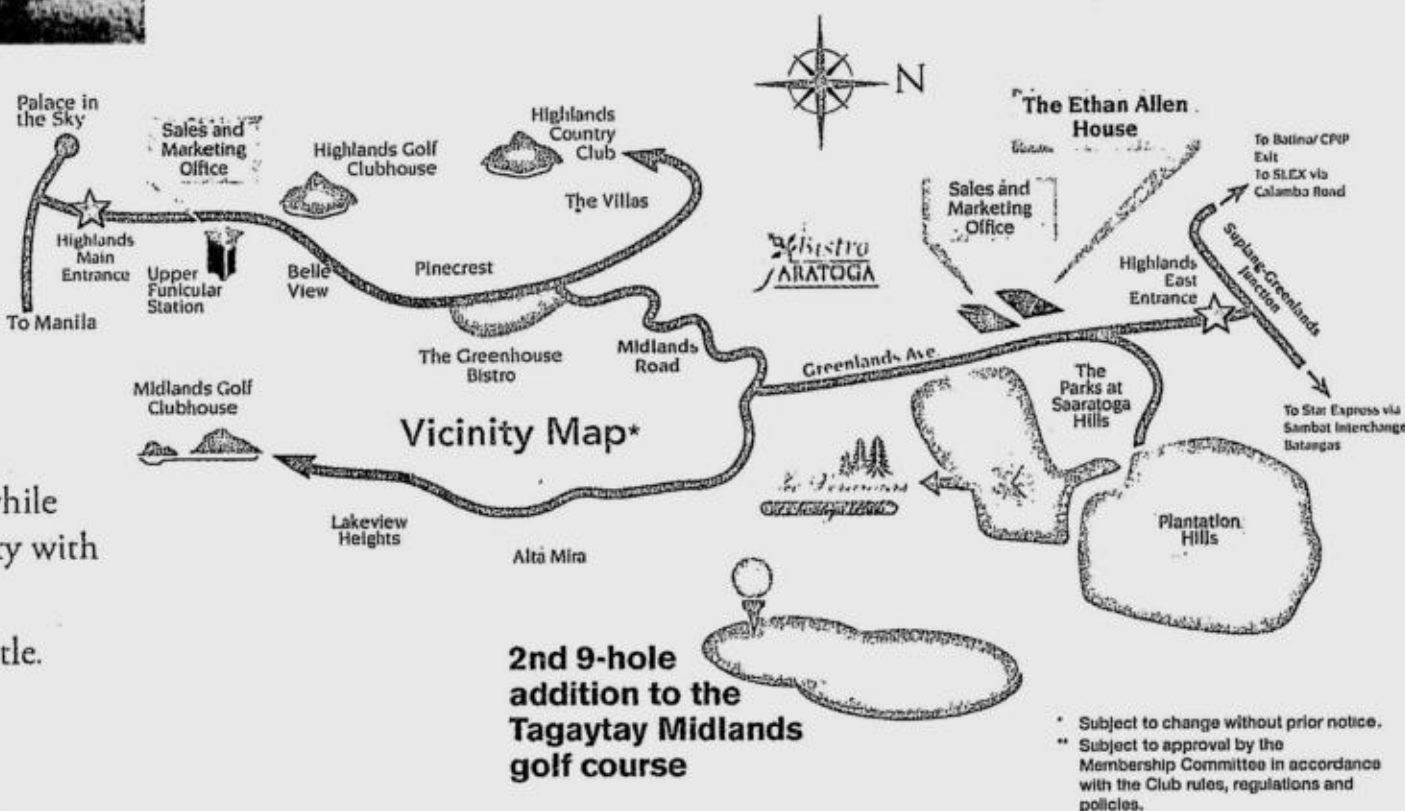 N
Palace in
the Sky
Sales and
Marketing
Office
Highlands Golf
Clubhouse
Highlands
Country
Club
The Villas
The Ethan Allen
House
To Batino/ CPIP
Exit
To SLEX via
Calamba Road
Sales and
Marketing
Office
Bistro
SARATOGA
Highlands
East
Entrance
Suplang-Greenlands
Junction
Highlands
Main
Entrance
Upper
Funicular
Station
Belle
View
Pinecrest
To Manila
The Greenhouse
Bistro
Midlands
Road
Greenlands Ave
The
Parks at
Saaratoga
Hills
To Star Express via
Sambat Interchange
Batangas
Midlands Golf
Clubhouse
Vicinity Map*
Lakeview
Heights
Alta Mira
Plantation
Hills
while
ty with
tle.
2nd 9-hole
addition to the
Tagaytay Midlands
golf course
* Subject to change without prior notice.
** Subject to approval by the
Membership Committee in accordance
with the Club rules, regulations and
policies.